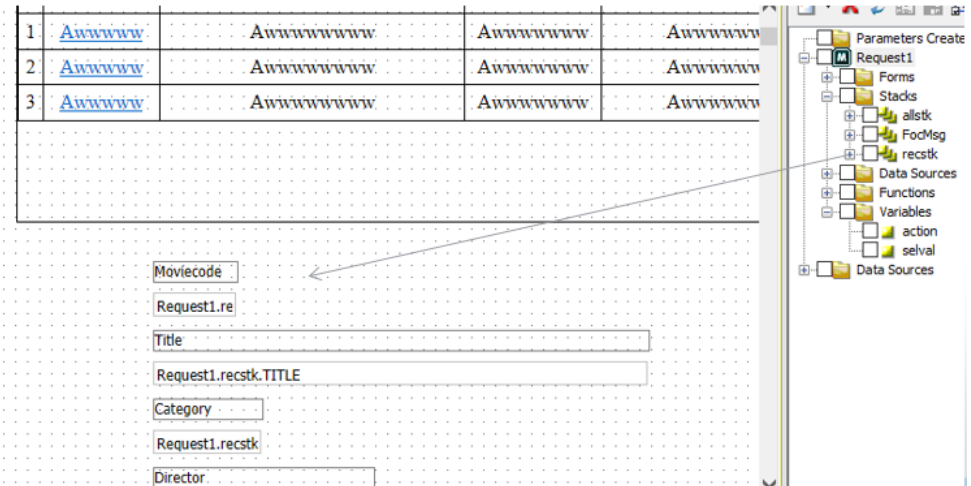 1 Awwwww Awwwwwwww Awwwwwww Awwwwww
2 Awwwww Awwwwwwww Awwwwwww Awwwwww
3 Awwwww Awwwwwwww Awwwwwww Awwwwww
Moviecode
Request1.re
Title
Request1.recstk.TITLE
Category
Request1.recstk
Director
Parameters Create
Request1
Forms
Stacks
allstk
FocMsg
recstk
Data Sources
Functions
Variables
action
selval
Data Sources